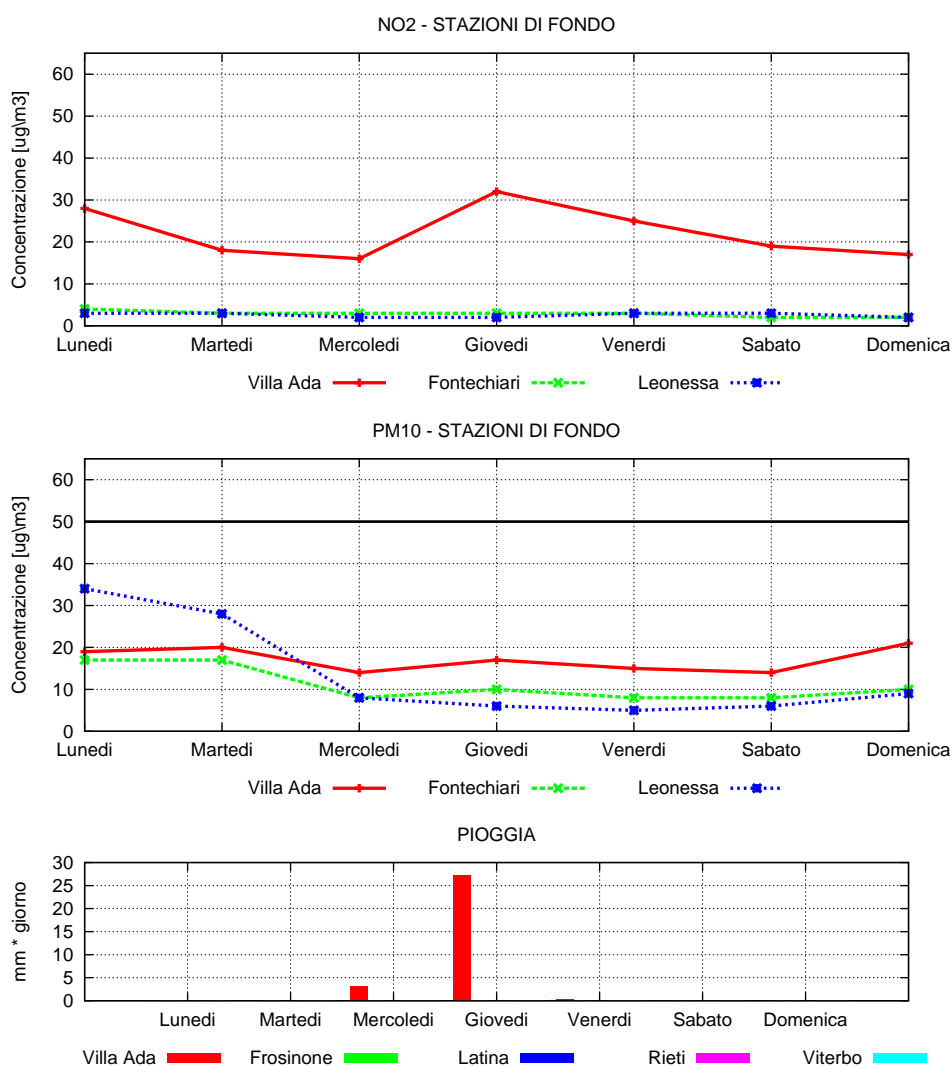 NO2 - STAZIONI DI FONDO
Concentrazione [ug\m3]
60
50
40
30
20
10
0
Lunedi Martedi Mercoledi Giovedi Venerdi Sabato Domenica
Villa Ada Fontechiari Leonessa
PM10 - STAZIONI DI FONDO
Concentrazione [ug\m3]
60
50
40
30
20
10
0
Lunedi Martedi Mercoledi Giovedi Venerdi Sabato Domenica
Villa Ada Fontechiari Leonessa
PIOGGIA
mm * giorno
30
25
20
15
10
5
0
Lunedi Martedi Mercoledi Giovedi Venerdi Sabato Domenica
Villa Ada Frosinone Latina Rieti Viterbo